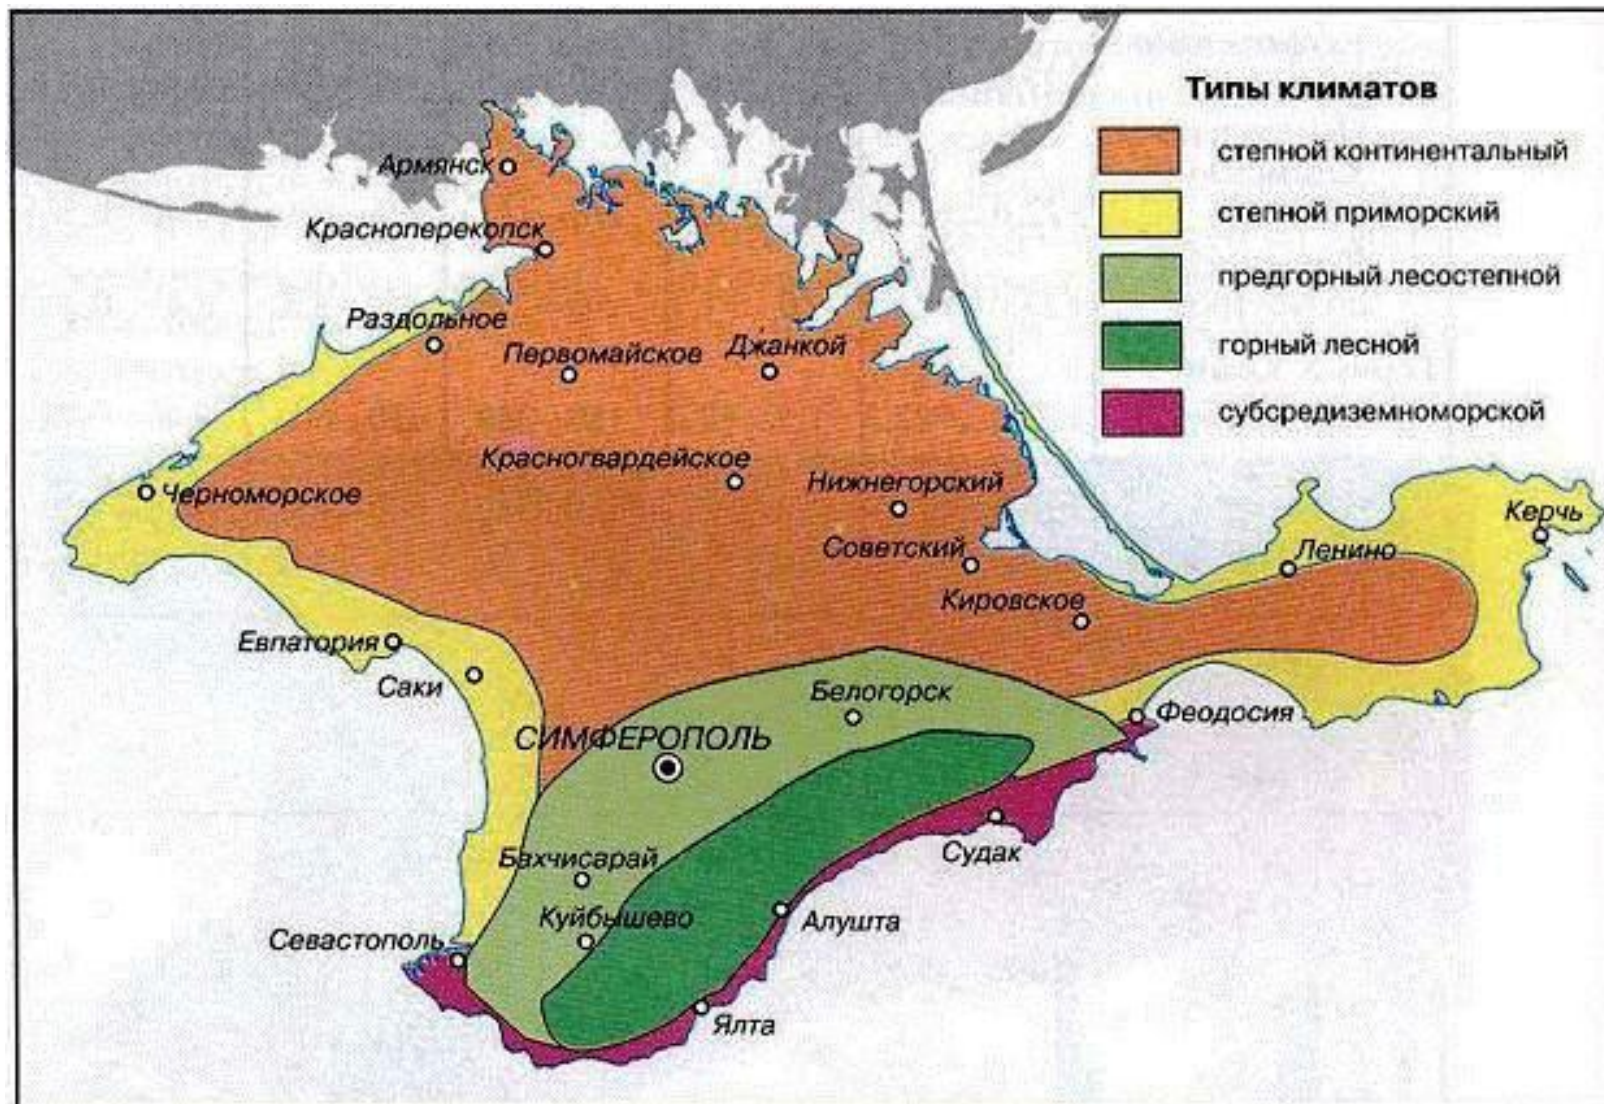 Типы климатов
степной континентальный
степной приморский
предгорный лесостепной
горный лесной
субсредиземноморской
Армянск
Красноперекопск
Раздольное
Первомайское
Джанкой
Красногвардейское
Черноморское
Нижнегорский
Керчь
Советский
Ленино
Кировское
Евпатория
Саки
Белогорск
Феодосия
СИМФЕРОПОЛЬ
Бахчисарай
Судак
Куйбышево
Алушта
Севастополь
Ялта